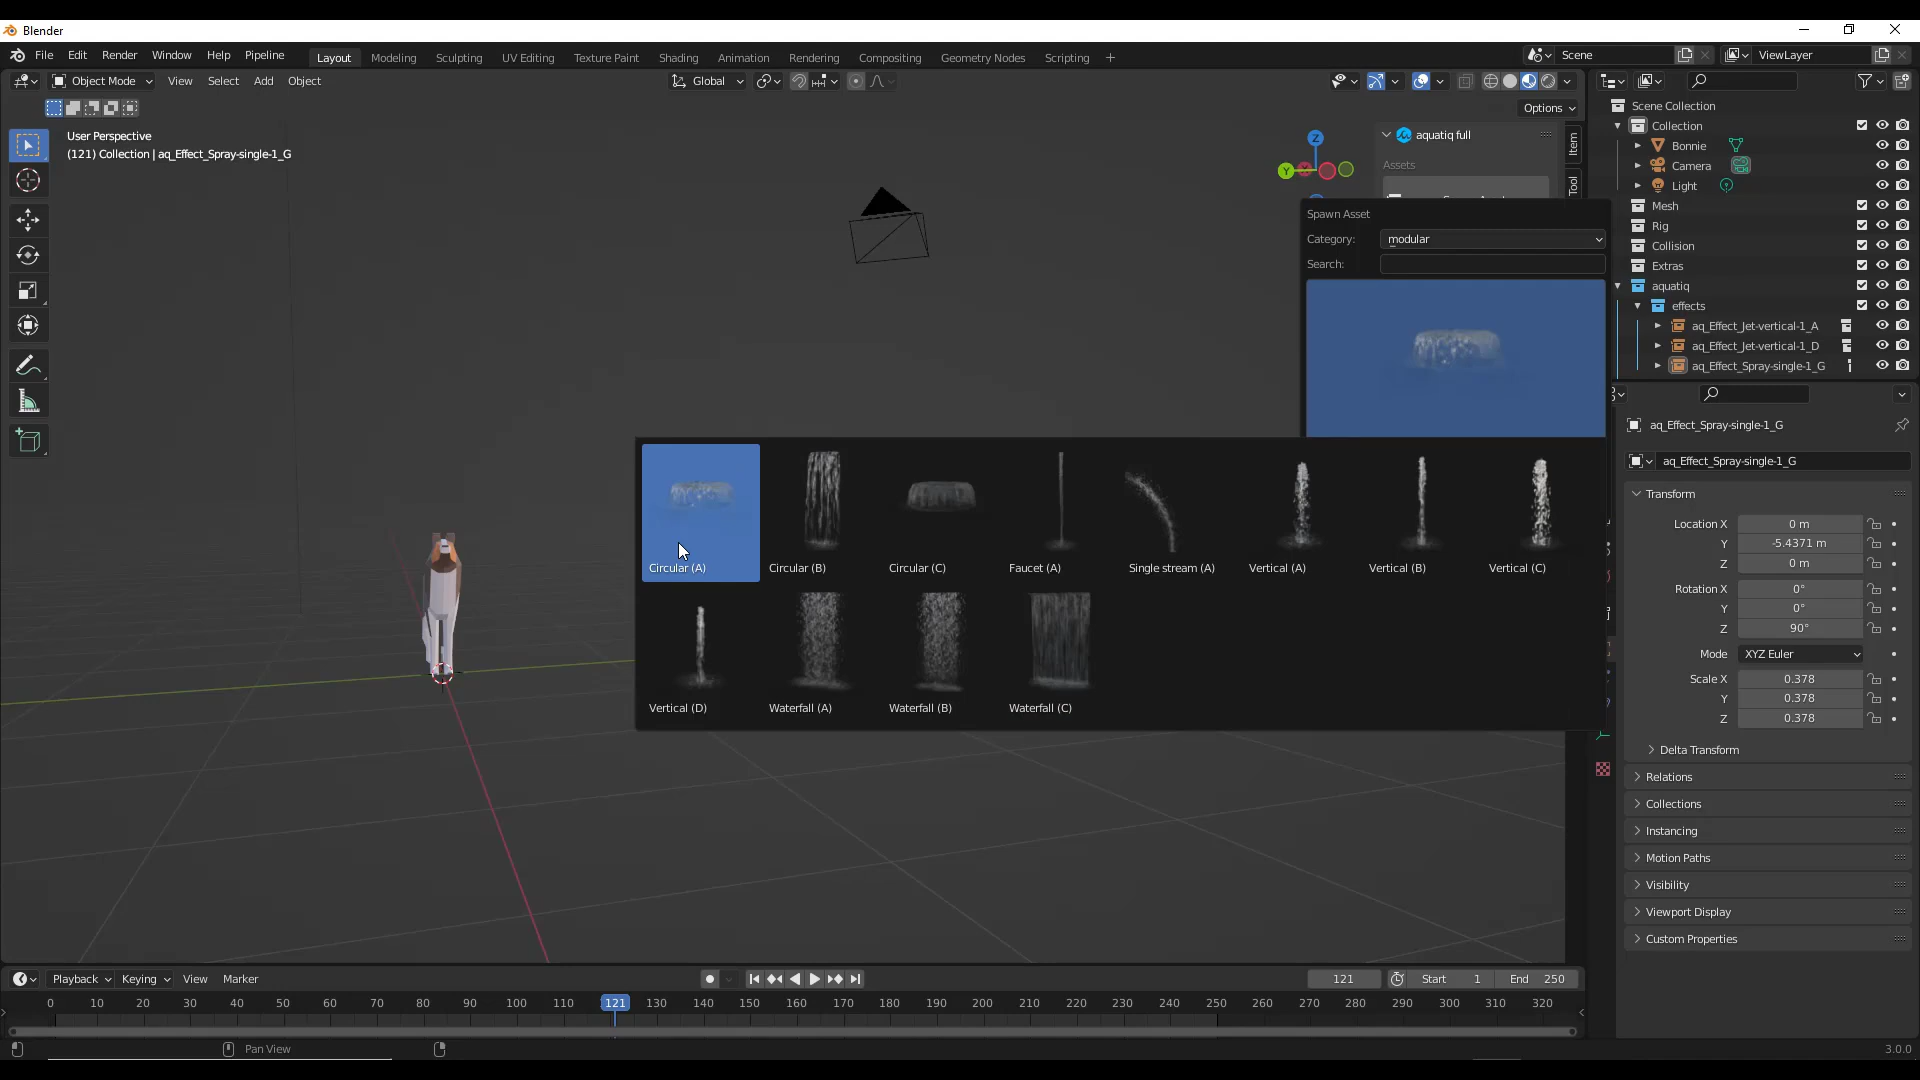 Blender
File Edit Render Window Help Pipeline
Layout Modeling Sculpting UV Editing Texture Paint Shading Animation Rendering Compositing Geometry Nodes Scripting +
Scene
ViewLayer
Object Mode View Select Add Object
Global
Options
User Perspective
(121) Collection | aq_Effect_Spray-single-1_G
Z
Y
X
aquatiq full
Assets
Item
Tool
Spawn Asset
Category: _modular
Search:
Circular (A) Circular (B) Circular (C) Faucet (A) Single stream (A) Vertical (A) Vertical (B) Vertical (C)
Vertical (D) Waterfall (A) Waterfall (B) Waterfall (C)
Scene Collection
Collection
Bonnie
Camera
Light
Mesh
Rig
Collision
Extras
aquatiq
effects
aq_Effect_Jet-vertical-1_A
aq_Effect_Jet-vertical-1_D
aq_Effect_Spray-single-1_G
aq_Effect_Spray-single-1_G
aq_Effect_Spray-single-1_G
Transform
Location X 0 m
Y -5.4371 m
Z 0 m
Rotation X 0°
Y 0°
Z 90°
Mode XYZ Euler
Scale X 0.378
Y 0.378
Z 0.378
Delta Transform
Relations
Collections
Instancing
Motion Paths
Visibility
Viewport Display
Custom Properties
Playback Keying View Marker
121 Start 1 End 250
0 10 20 30 40 50 60 70 80 90 100 110 121 130 140 150 160 170 180 190 200 210 220 230 240 250 260 270 280 290 300 310 320
Pan View
3.0.0